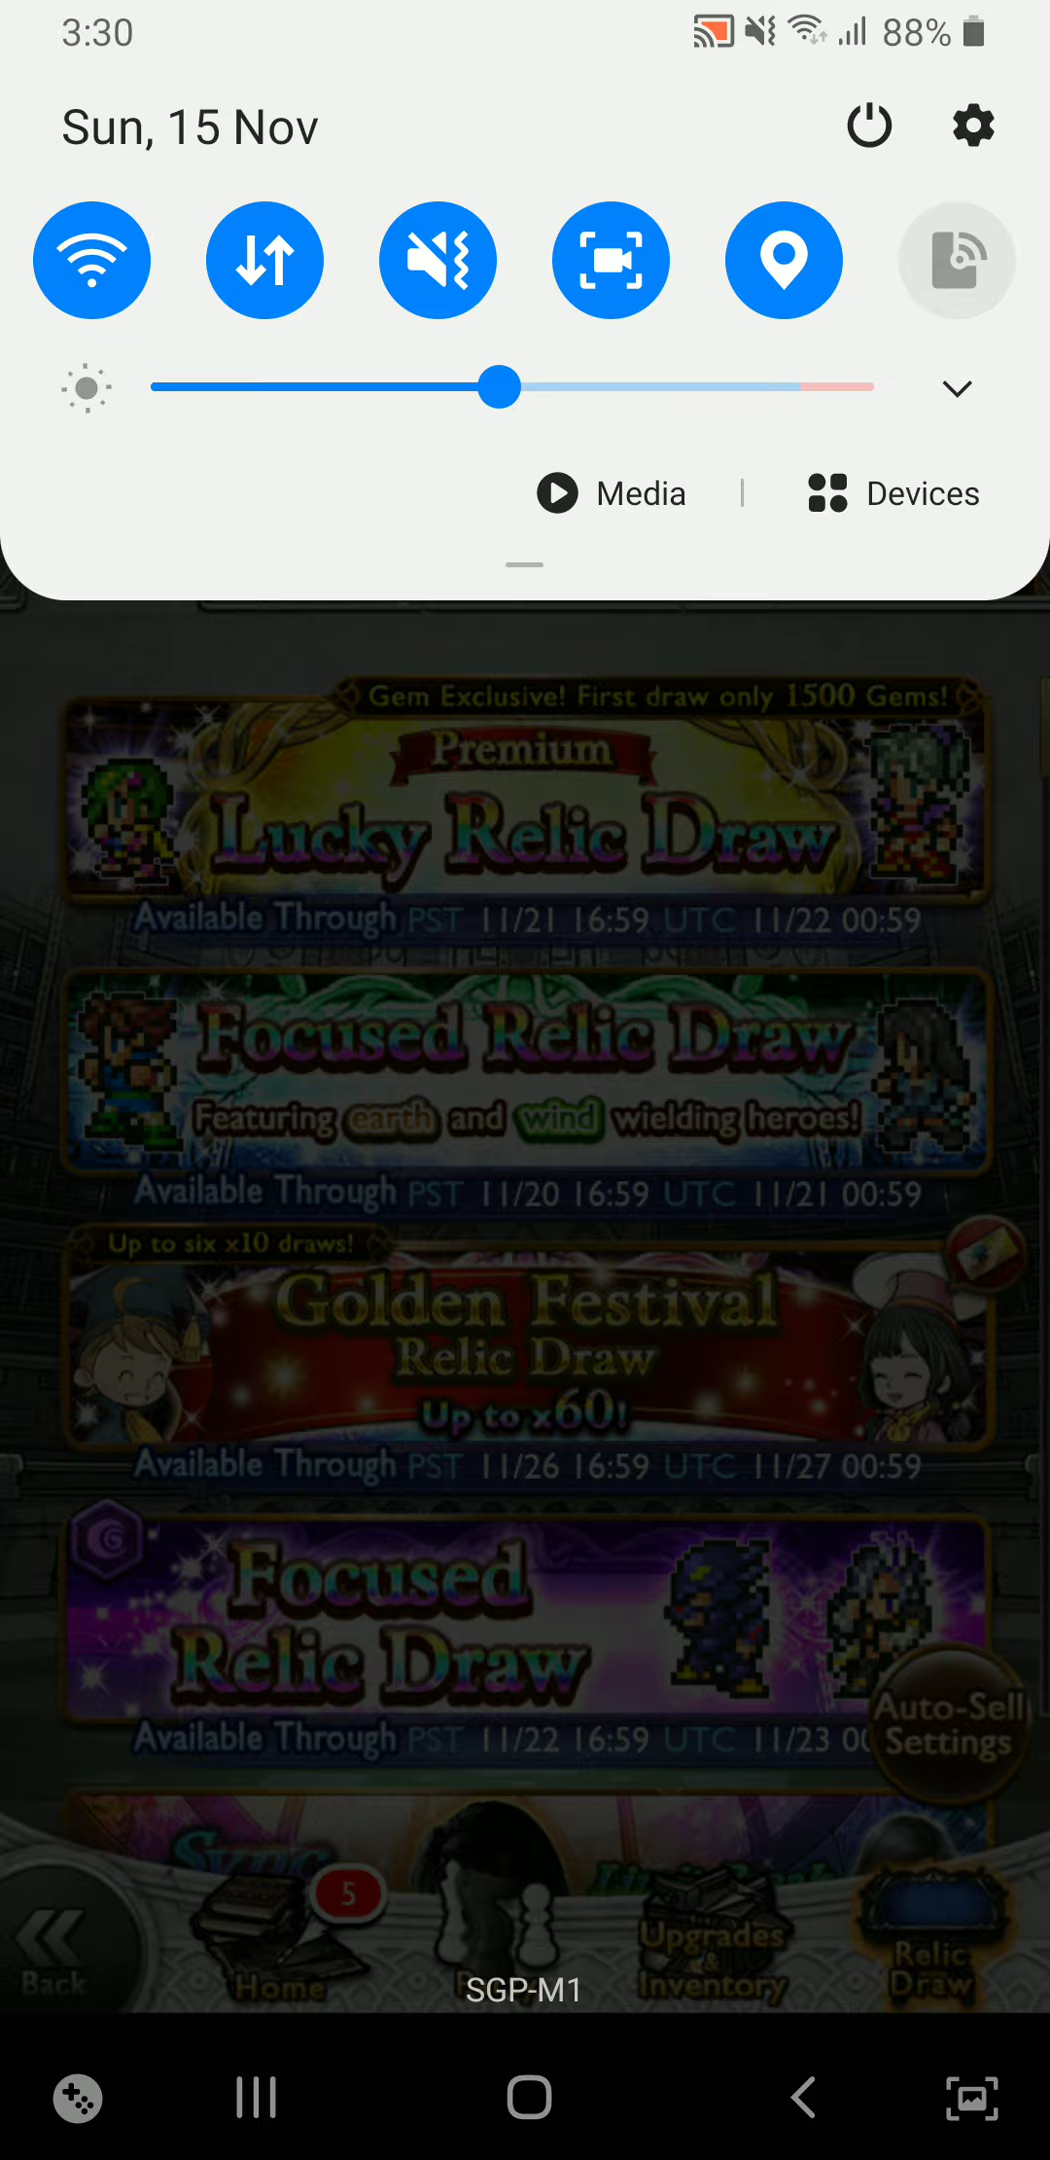 3:30
88%
Sun, 15 Nov
Media
Devices
Gem Exclusive! First draw only 1500 Gems!
Premium
Lucky Relic Draw
Available Through PST 11/21 16:59 UTC 11/22 00:59
Focused Relic Draw
Featuring earth and wind wielding heroes!
Available Through PST 11/20 16:59 UTC 11/21 00:59
Up to six x10 draws!
Golden Festival
Relic Draw
Up to x60!
Available Through PST 11/26 16:59 UTC 11/27 00:59
Focused
Relic Draw
Auto-Sell
Settings
Available Through PST 11/22 16:59 UTC 11/23 00
Sync
5
Upgrades
&
Inventory
Back
Home
Relic
Draw
SGP-M1